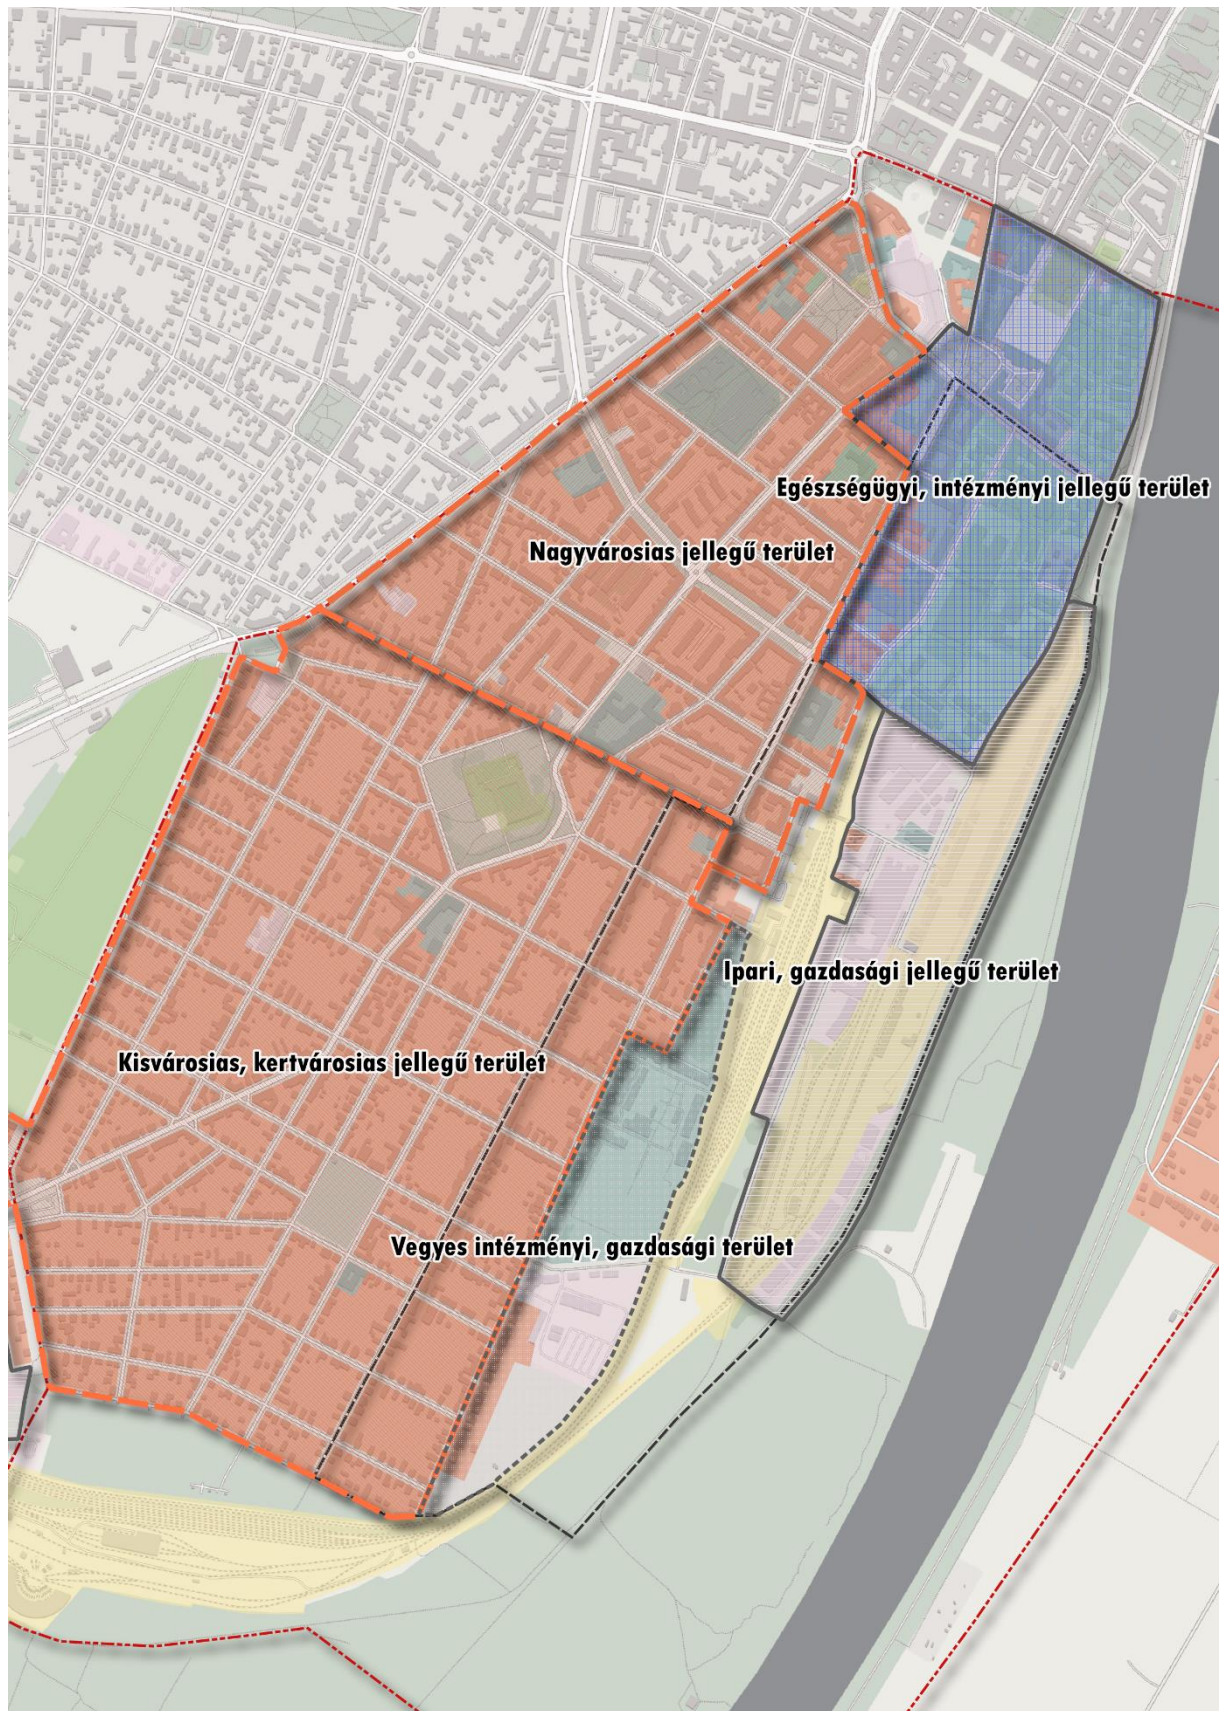 Egészségügyi, intézményi jellegű terület
Nagyvárosias jellegű terület
Ipari, gazdasági jellegű terület
Kisvárosias, kertvárosias jellegű terület
Vegyes intézményi, gazdasági terület